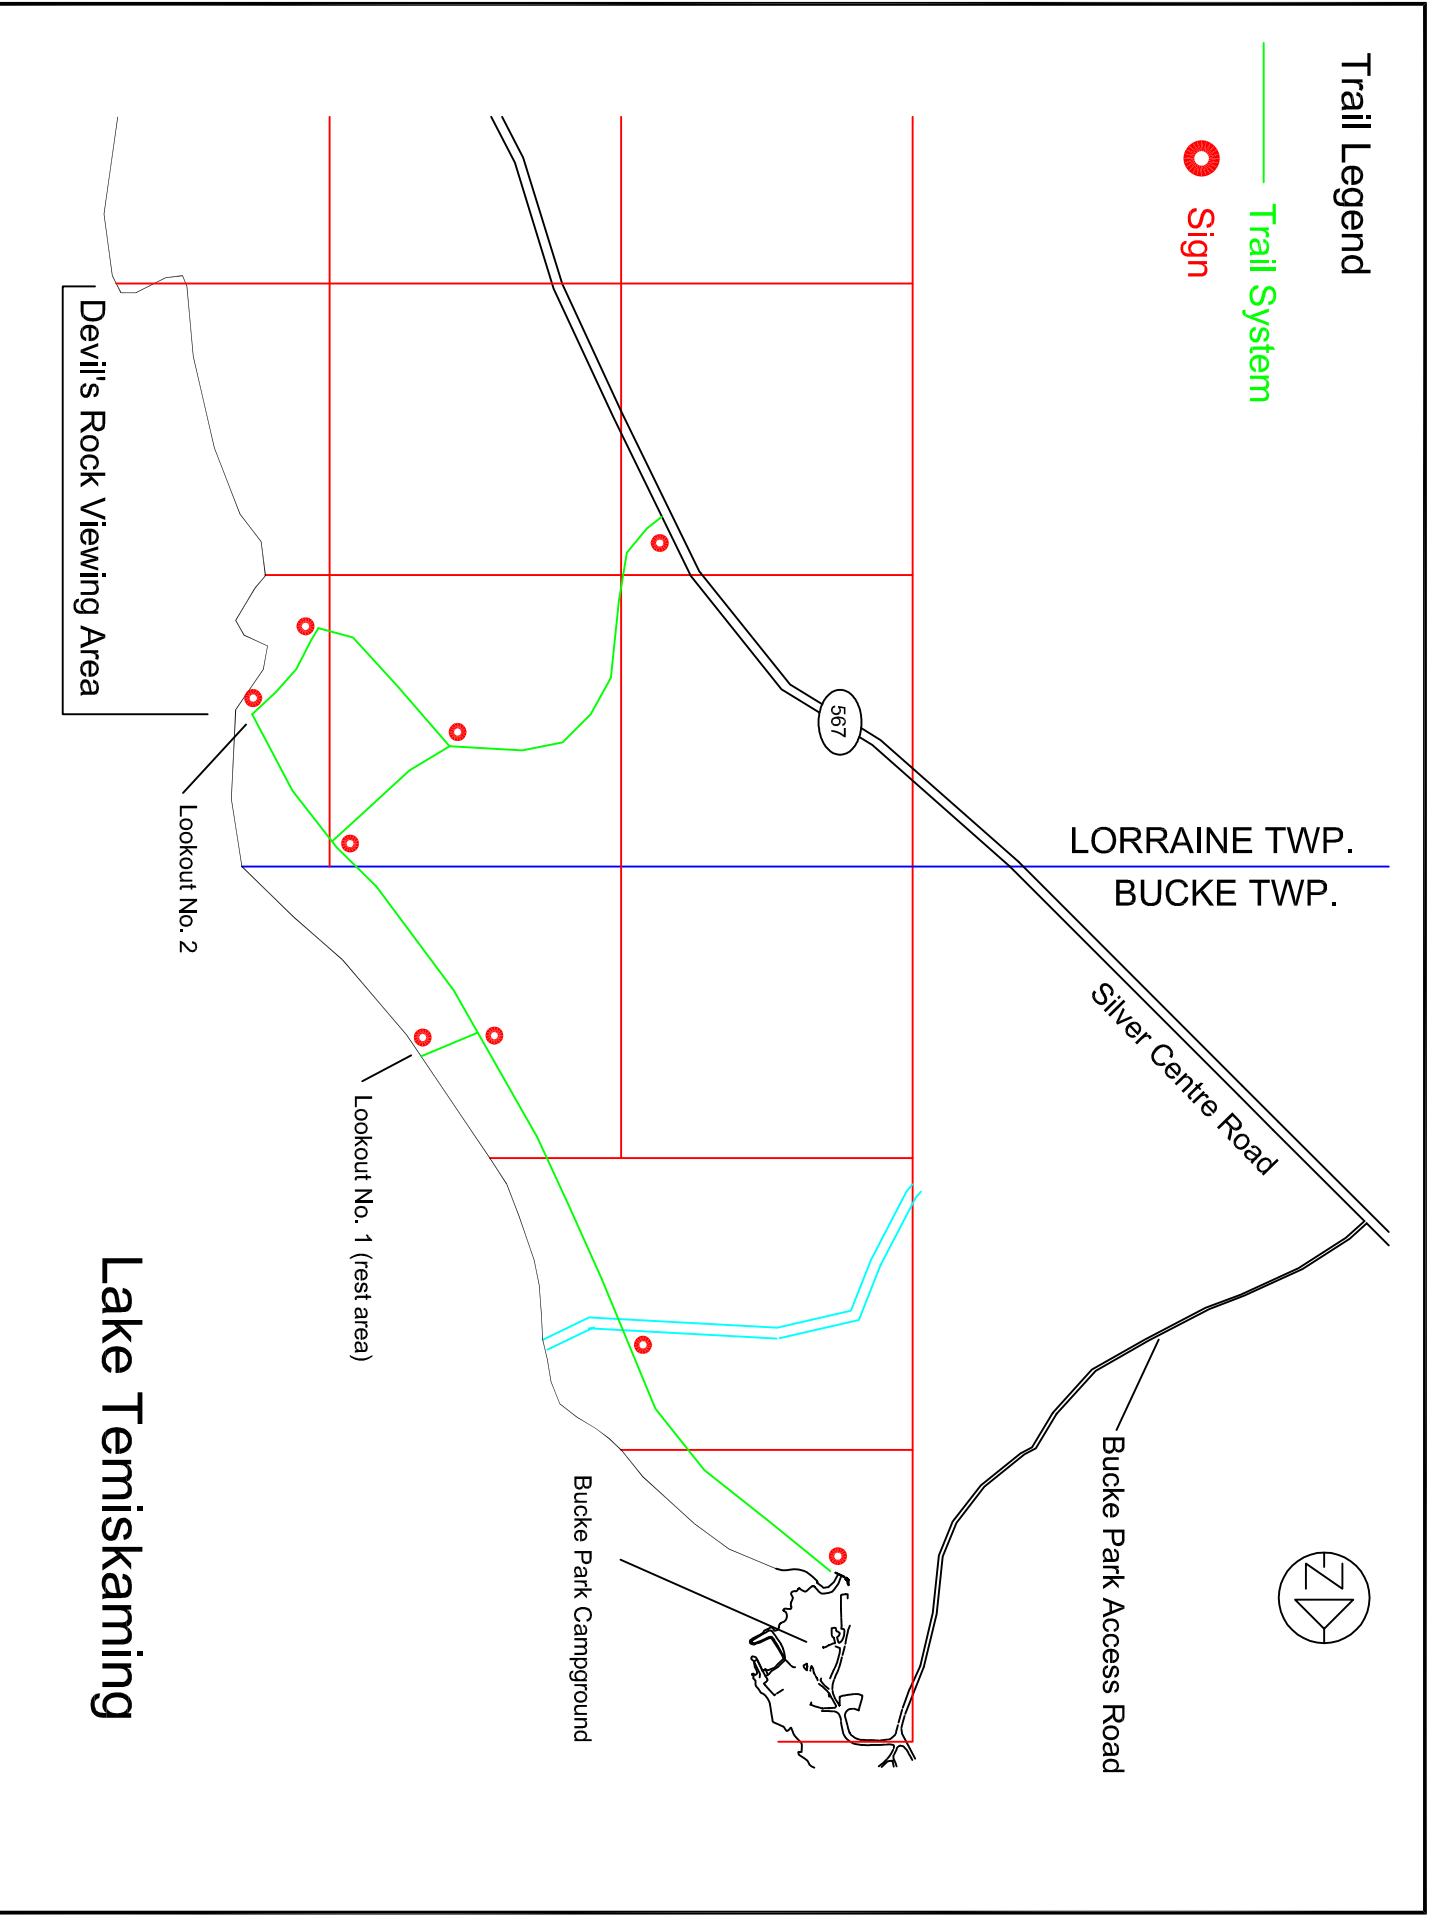 Trail Legend
Trail System
Sign
567
LORRAINE TWP.
BUCKE TWP.
Silver Centre Road
Bucke Park Access Road
N
Devil's Rock Viewing Area
Lookout No. 2
Lookout No. 1 (rest area)
Bucke Park Campground
Lake Temiskaming